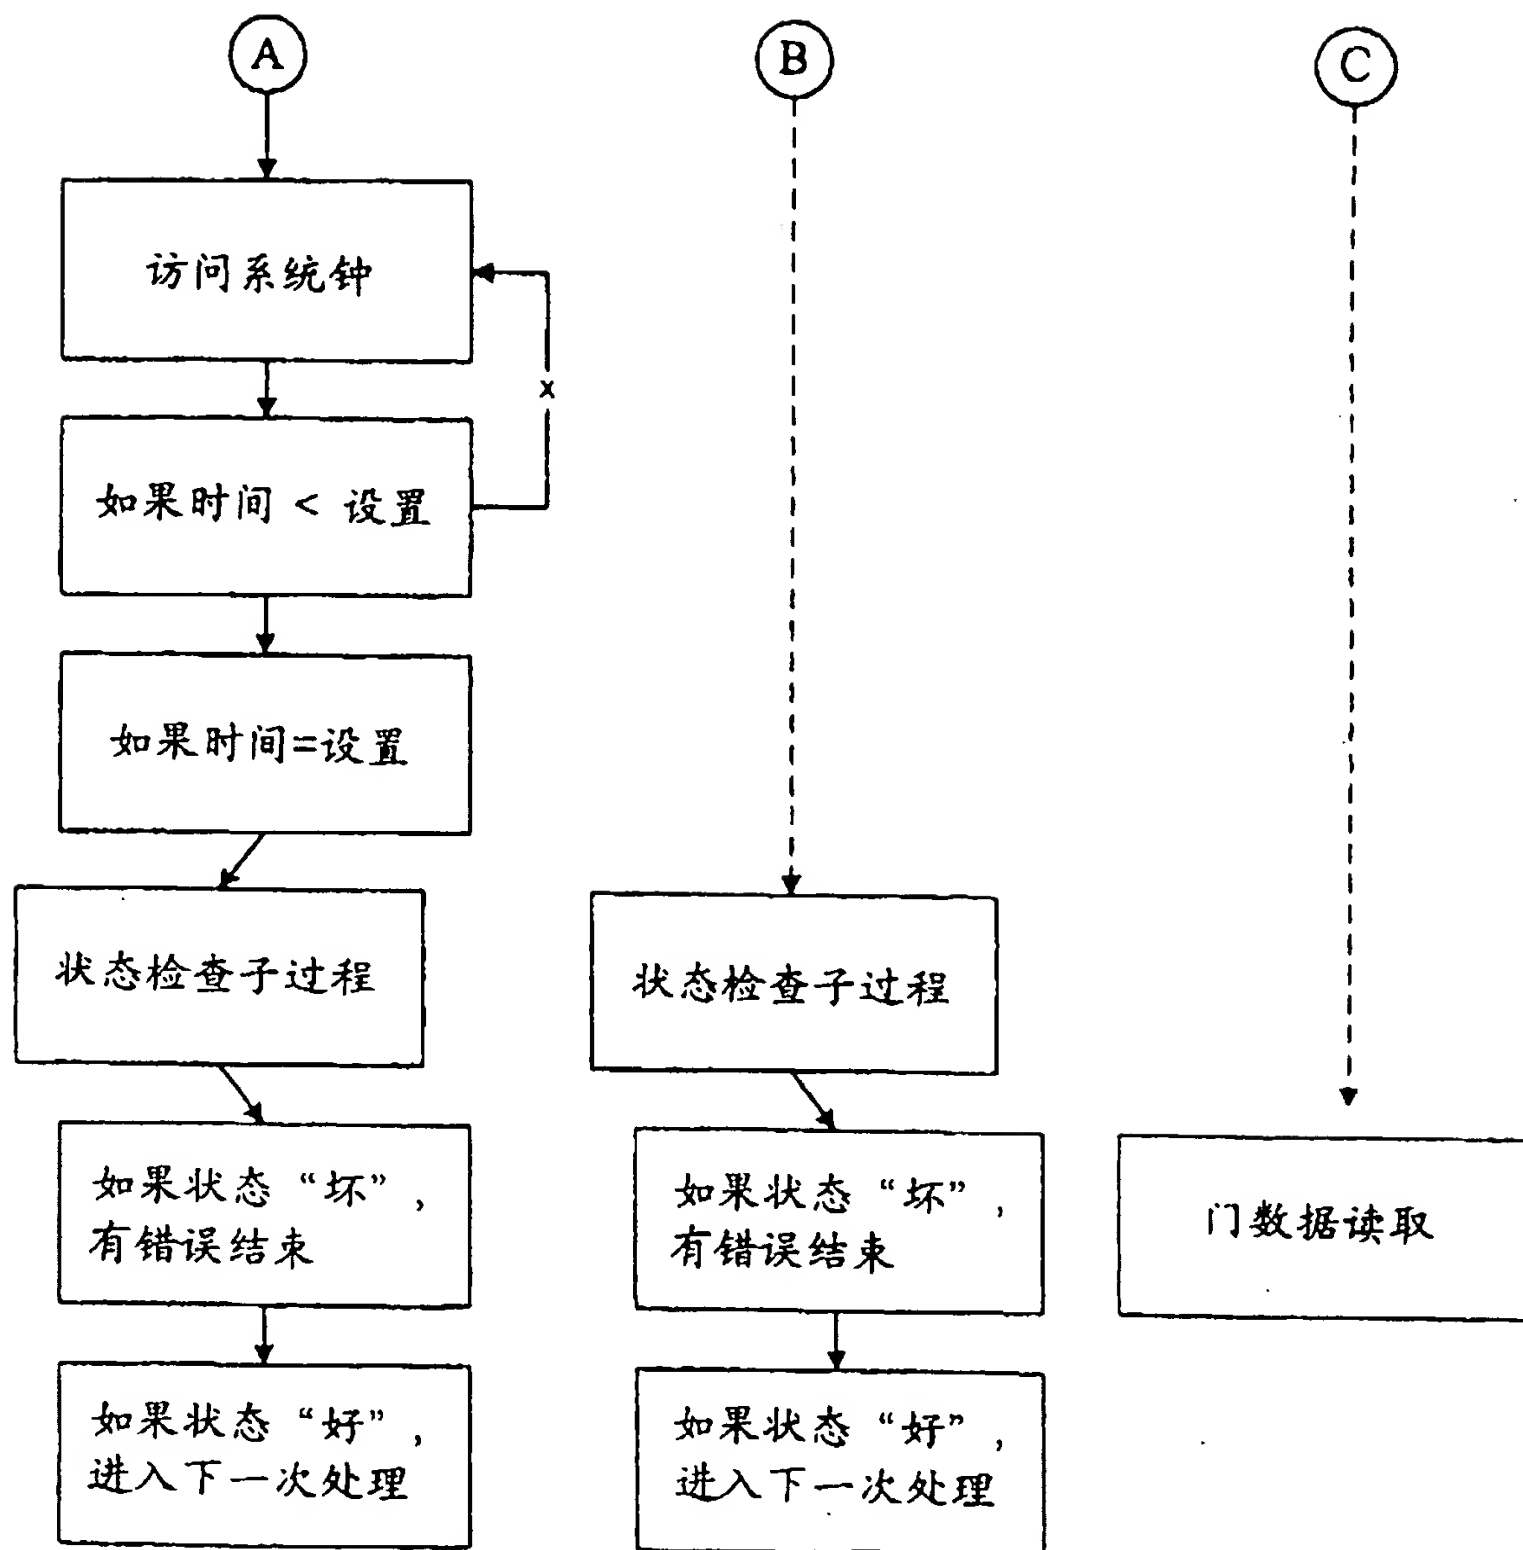 A
B
C
访问系统钟
x
如果时间 < 设置
如果时间=设置
状态检查子过程
状态检查子过程
如果状态“坏”,
有错误结束
如果状态“坏”,
有错误结束
门数据读取
如果状态“好”,
进入下一次处理
如果状态“好”,
进入下一次处理